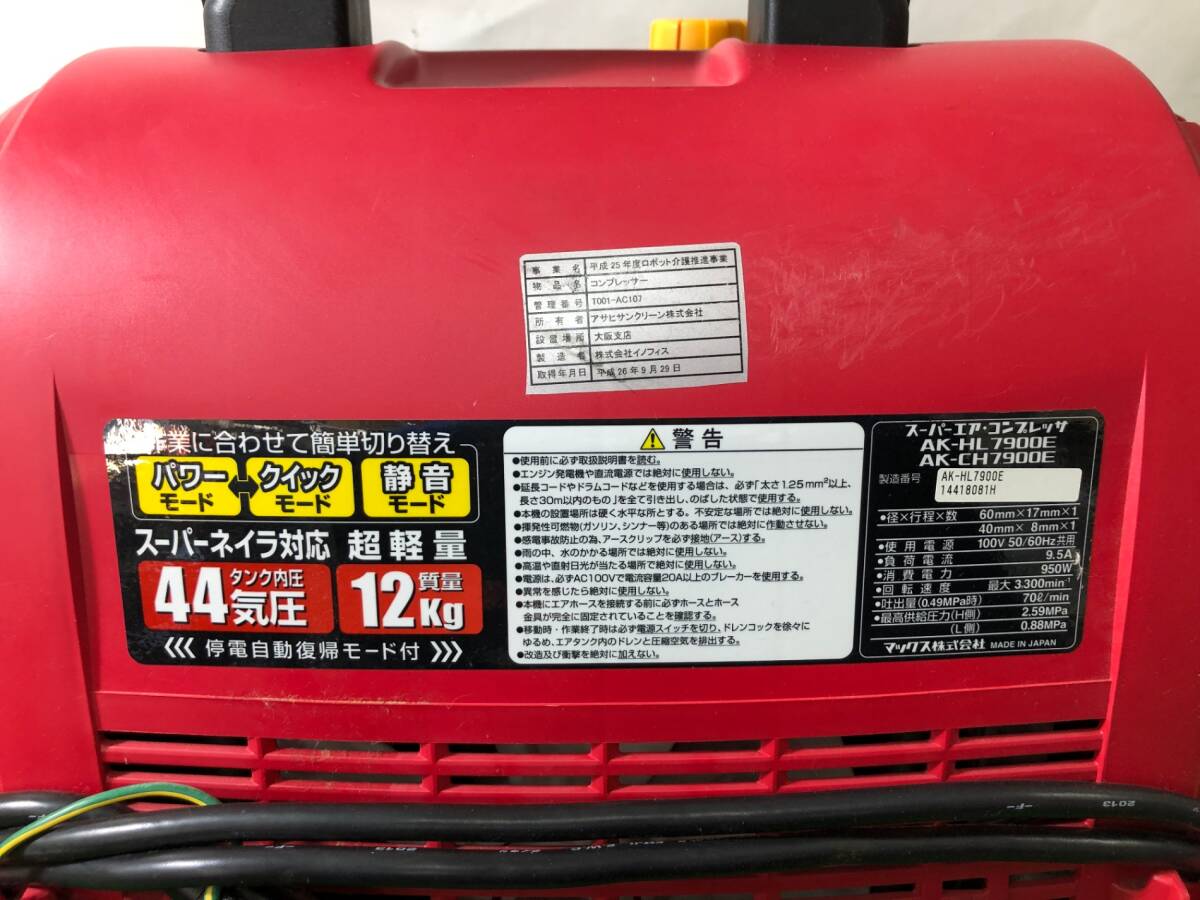 事業名 平成25年度ロボット介護推進事業
物品名 コンプレッサー
管理番号 T001-AC107
所有者 アサヒサンクリーン株式会社
設置場所 大阪支店
製造者 株式会社イノフィス
取得年月日 平成26年9月29日
作業に合わせて簡単切り替え
パワーモード クイックモード 静音モード
スーパーネイラ対応 超軽量
44 タンク内圧 気圧 12 質量 Kg
停電自動復帰モード付
警告
●使用前に必ず取扱説明書を読む。
●エンジン発電機や直流電源では絶対に使用しない。
●延長コードやドラムコードなどを使用する場合は、必ず「太さ1.25mm²以上、
長さ30m以内のもの」を全て引き出し、のばした状態で使用する。
●本機の設置場所は硬く水平な所とする。不安定な場所では絶対に使用しない。
●揮発性可燃物(ガソリン、シンナー等)のある場所では絶対に作動させない。
●感電事故防止の為、アースクリップを必ず接地(アース)する。
●雨の中、水のかかる場所では絶対に使用しない。
●高温や直射日光が当たる場所では絶対に使用しない。
●電源は、必ずAC100Vで電流容量20A以上のブレーカーを使用する。
●異常を感じたら絶対に使用しない。
●本機にエアホースを接続する前に必ずホースとホース
金具が完全に固定されていることを確認する。
●移動時・作業終了時は必ず電源スイッチを切り、ドレンコックを徐々に
ゆるめ、エアタンク内のドレンと圧縮空気を排出する。
●改造及び衝撃を絶対に加えない。
スーパーエア・コンプレッサ
AK-HL7900E
AK-CH7900E
製造番号 AK-HL7900E
14418081H
●径×行程×数 60mm×17mm×1
40mm×8mm×1
●使用電源 100V 50/60Hz共用
●負荷電流 9.5A
●消費電力 950W
●回転速度 最大3.300min⁻¹
●吐出量(0.49MPa時) 70ℓ/min
●最高供給圧力(H側) 2.59MPa
(L側) 0.88MPa
マックス株式会社 MADE IN JAPAN
-F- 2013
-F- 2013